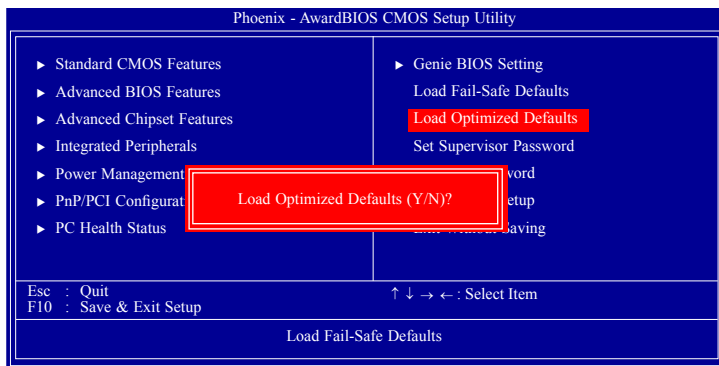 Phoenix - AwardBIOS CMOS Setup Utility
► Standard CMOS Features
► Advanced BIOS Features
► Advanced Chipset Features
► Integrated Peripherals
► Power Management
► PnP/PCI Configurat
► PC Health Status
► Genie BIOS Setting
Load Fail-Safe Defaults
Load Optimized Defaults
Set Supervisor Password
Load Optimized Defaults (Y/N)?
Esc : Quit
F10 : Save & Exit Setup
↑ ↓ → ← : Select Item
Load Fail-Safe Defaults